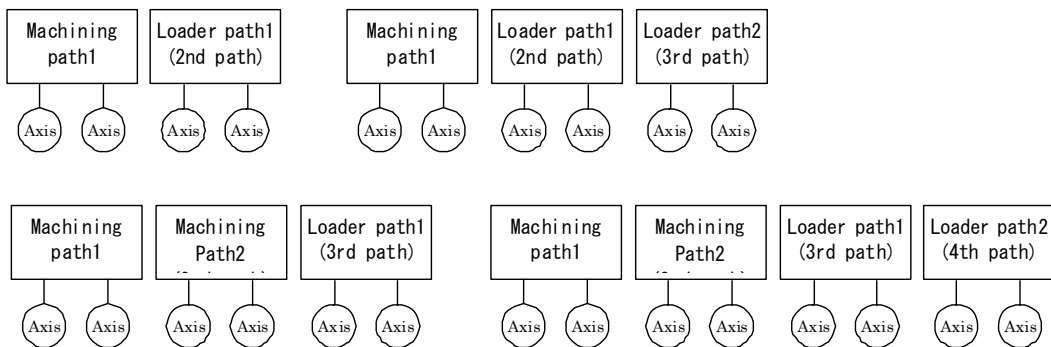 Machining
path1
Loader path1
(2nd path)
Machining
path1
Loader path1
(2nd path)
Loader path2
(3rd path)
Axis
Axis
Axis
Axis
Axis
Axis
Axis
Axis
Axis
Axis
Machining
path1
Machining
Path2
Loader path1
(3rd path)
Machining
path1
Machining
Path2
Loader path1
(3rd path)
Loader path2
(4th path)
Axis
Axis
Axis
Axis
Axis
Axis
Axis
Axis
Axis
Axis
Axis
Axis
Axis
Axis